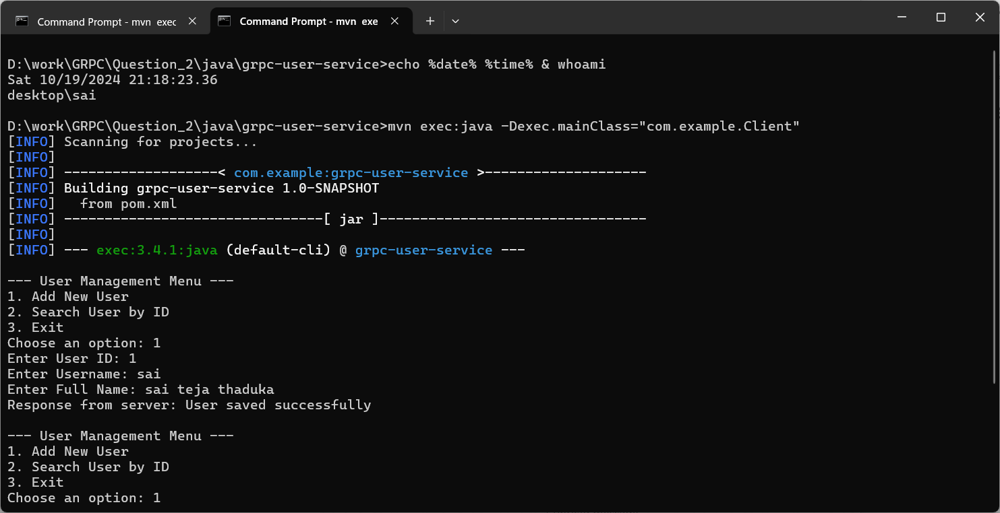 Command Prompt - mvn exec
Command Prompt - mvn exe
D:\work\GRPC\Question_2\java\grpc-user-service>echo %date% %time% & whoami
Sat 10/19/2024 21:18:23.36
desktop\sai
D:\work\GRPC\Question_2\java\grpc-user-service>mvn exec:java -Dexec.mainClass="com.example.Client"
[INFO] Scanning for projects...
[INFO]
[INFO] -------------------< com.example:grpc-user-service >--------------------
[INFO] Building grpc-user-service 1.0-SNAPSHOT
[INFO]   from pom.xml
[INFO] --------------------------------[ jar ]---------------------------------
[INFO]
[INFO] --- exec:3.4.1:java (default-cli) @ grpc-user-service ---
--- User Management Menu ---
1. Add New User
2. Search User by ID
3. Exit
Choose an option: 1
Enter User ID: 1
Enter Username: sai
Enter Full Name: sai teja thaduka
Response from server: User saved successfully
--- User Management Menu ---
1. Add New User
2. Search User by ID
3. Exit
Choose an option: 1